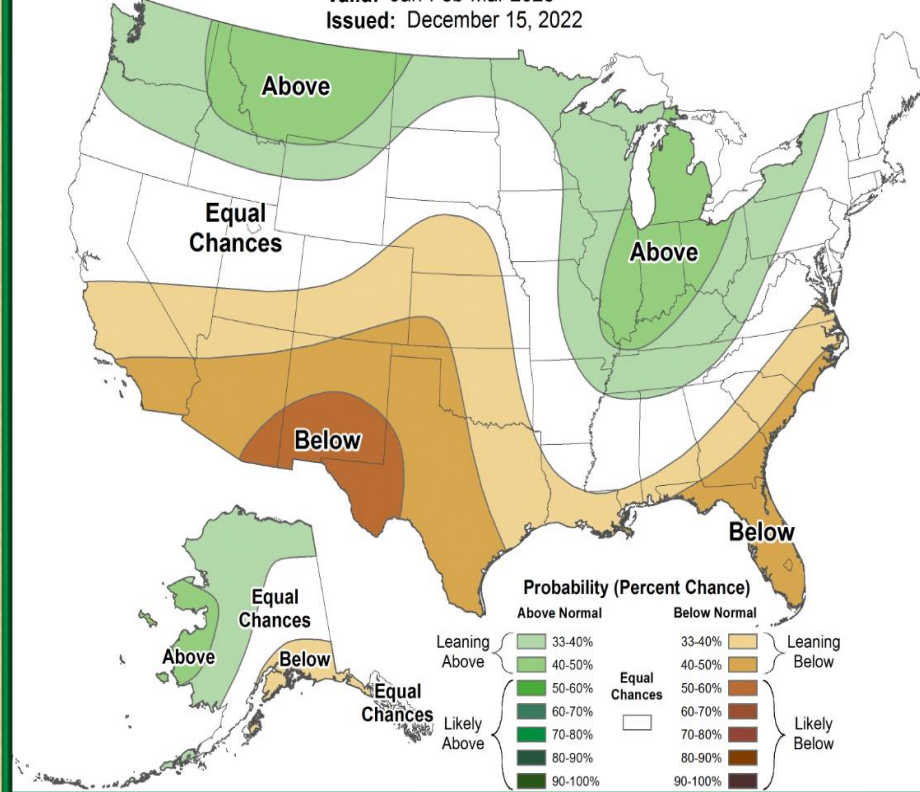 Issued: December 15, 2022
Above
Equal
Chances
Above
Below
Below
Equal
Chances
Above
Below
Equal
Chances
Probability (Percent Chance)
Above Normal
Below Normal
Leaning
Above
33-40%
40-50%
50-60%
60-70%
70-80%
80-90%
90-100%
Likely
Above
Equal
Chances
33-40%
40-50%
50-60%
60-70%
70-80%
80-90%
90-100%
Leaning
Below
Likely
Below